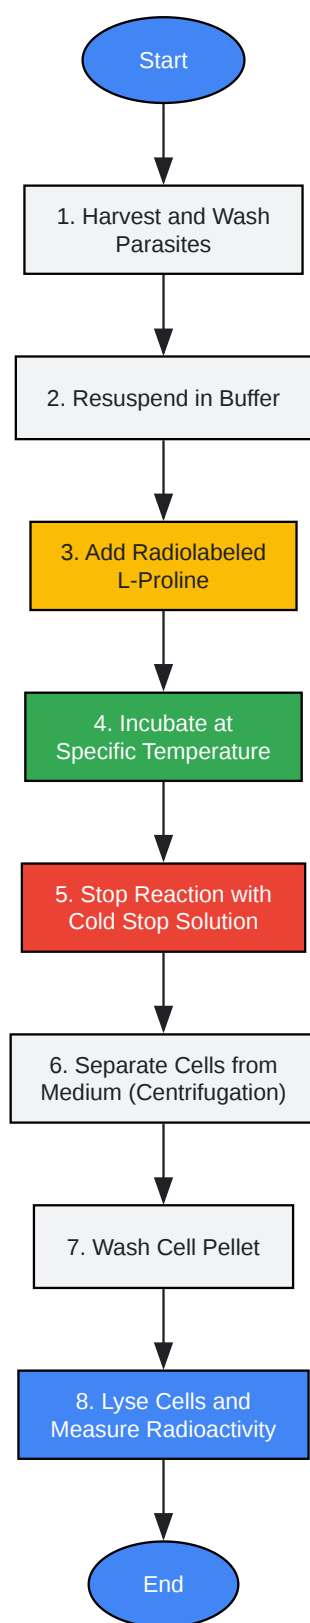 Start
1. Harvest and Wash
Parasites
2. Resuspend in Buffer
3. Add Radiolabeled
L-Proline
4. Incubate at
Specific Temperature
5. Stop Reaction with
Cold Stop Solution
6. Separate Cells from
Medium (Centrifugation)
7. Wash Cell Pellet
8. Lyse Cells and
Measure Radioactivity
End